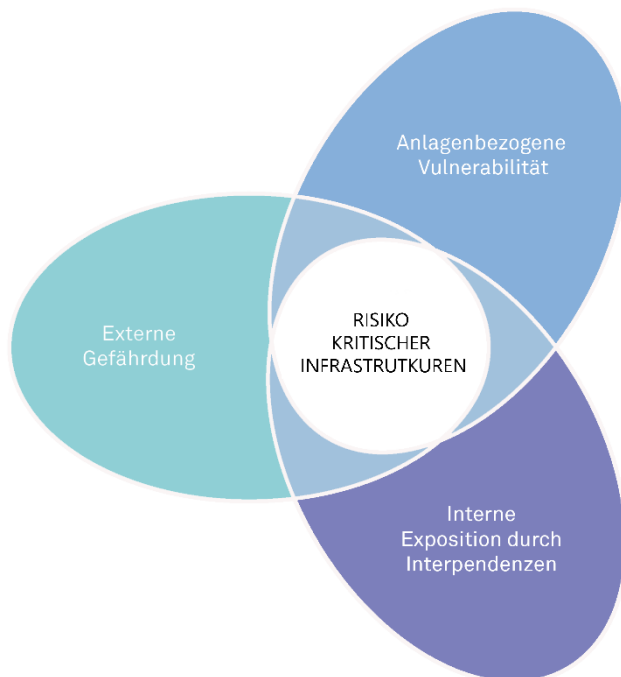 Anlagenbezogene
Vulnerabilität
Externe
Gefährdung
RISIKO
KRITISCHER
INFRASTRUTKUREN
Interne
Exposition durch
Interpendenzen